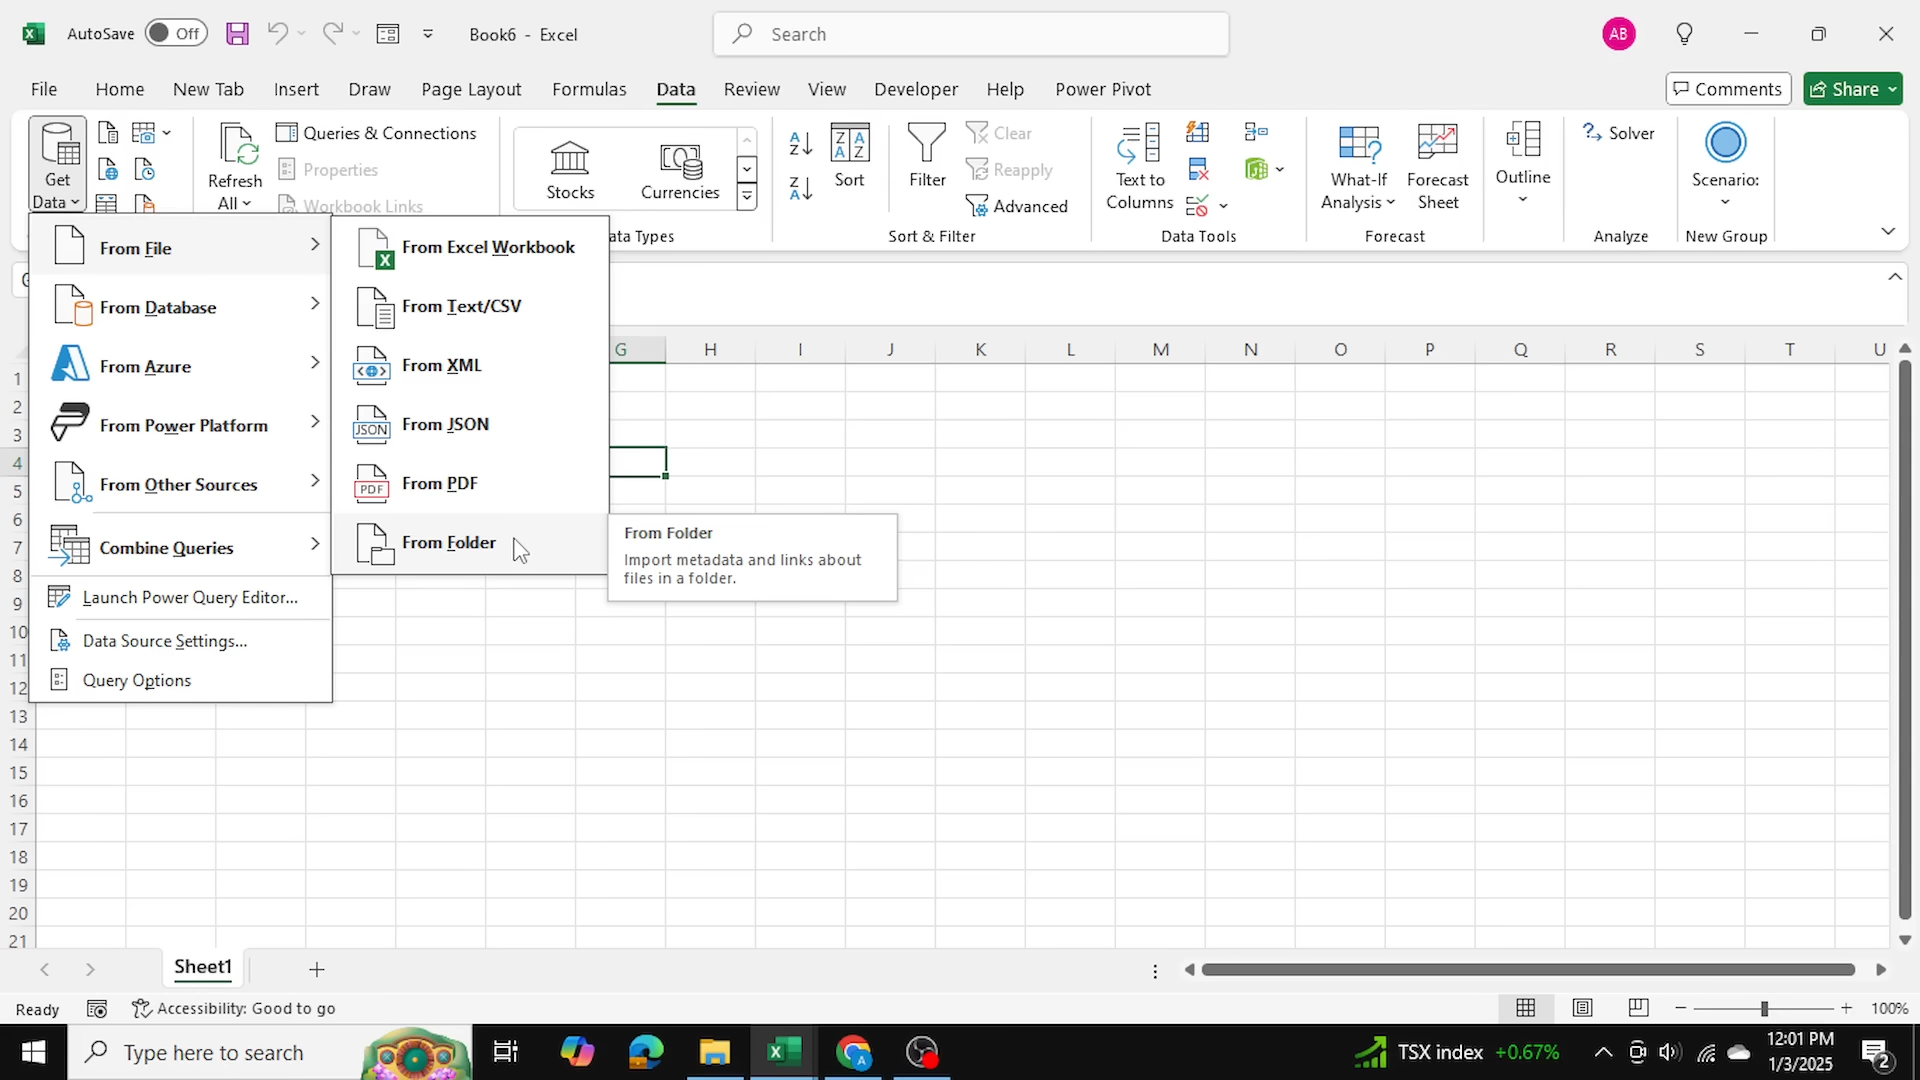 AutoSave Off Book6 - Excel Search AB
File Home New Tab Insert Draw Page Layout Formulas Data Review View Developer Help Power Pivot Comments Share
Get Data
Refresh All
Queries & Connections
Properties
Workbook Links
Stocks Currencies
Sort
Filter
Clear
Reapply
Advanced
Text to Columns
What-If Analysis
Forecast Sheet
Outline
Solver
Scenario:
Sort & Filter Data Tools Forecast Analyze New Group
ata Types
From File
From Database
From Azure
From Power Platform
From Other Sources
Combine Queries
Launch Power Query Editor...
Data Source Settings...
Query Options
From Excel Workbook
From Text/CSV
From XML
JSON From JSON
PDF From PDF
From Folder
From Folder
Import metadata and links about
files in a folder.
G H I J K L M N O P Q R S T U
1
2
3
4
5
6
7
8
9
10
11
12
13
14
15
16
17
18
19
20
21
Sheet1
Ready Accessibility: Good to go 100%
Type here to search TSX index +0.67% 12:01 PM
1/3/2025 2